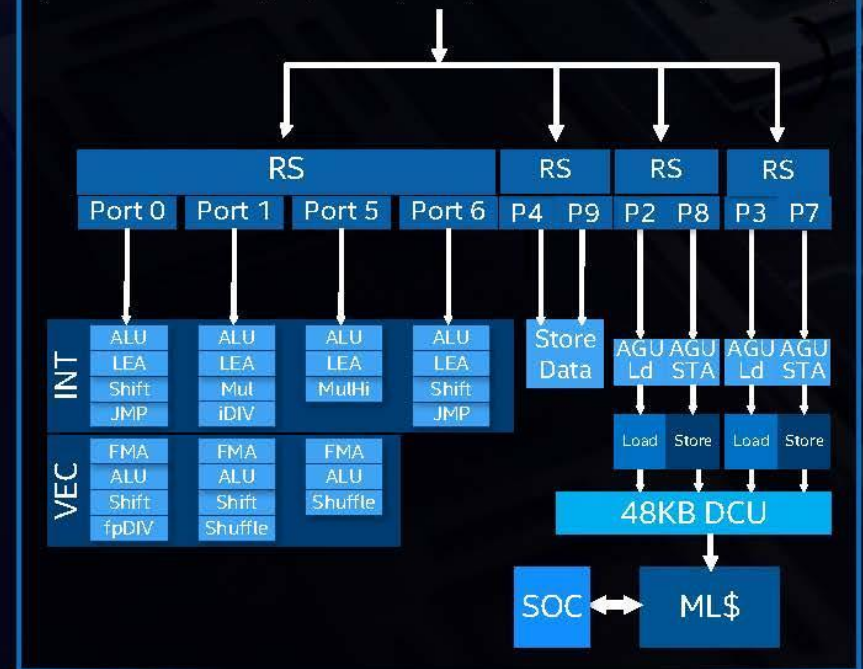 RS RS RS RS
Port 0 Port 1 Port 5 Port 6 P4 P9 P2 P8 P3 P7
INT
ALU
LEA
Shift
JMP
ALU
LEA
Mul
iDIV
ALU
LEA
MulHi
ALU
LEA
Shift
JMP
Store
Data
AGU
Ld
AGU
STA
AGU
Ld
AGU
STA
Load Store Load Store
VEC
FMA
ALU
Shift
fpDIV
FMA
ALU
Shift
Shuffle
FMA
ALU
Shuffle
48KB DCU
SOC ML$